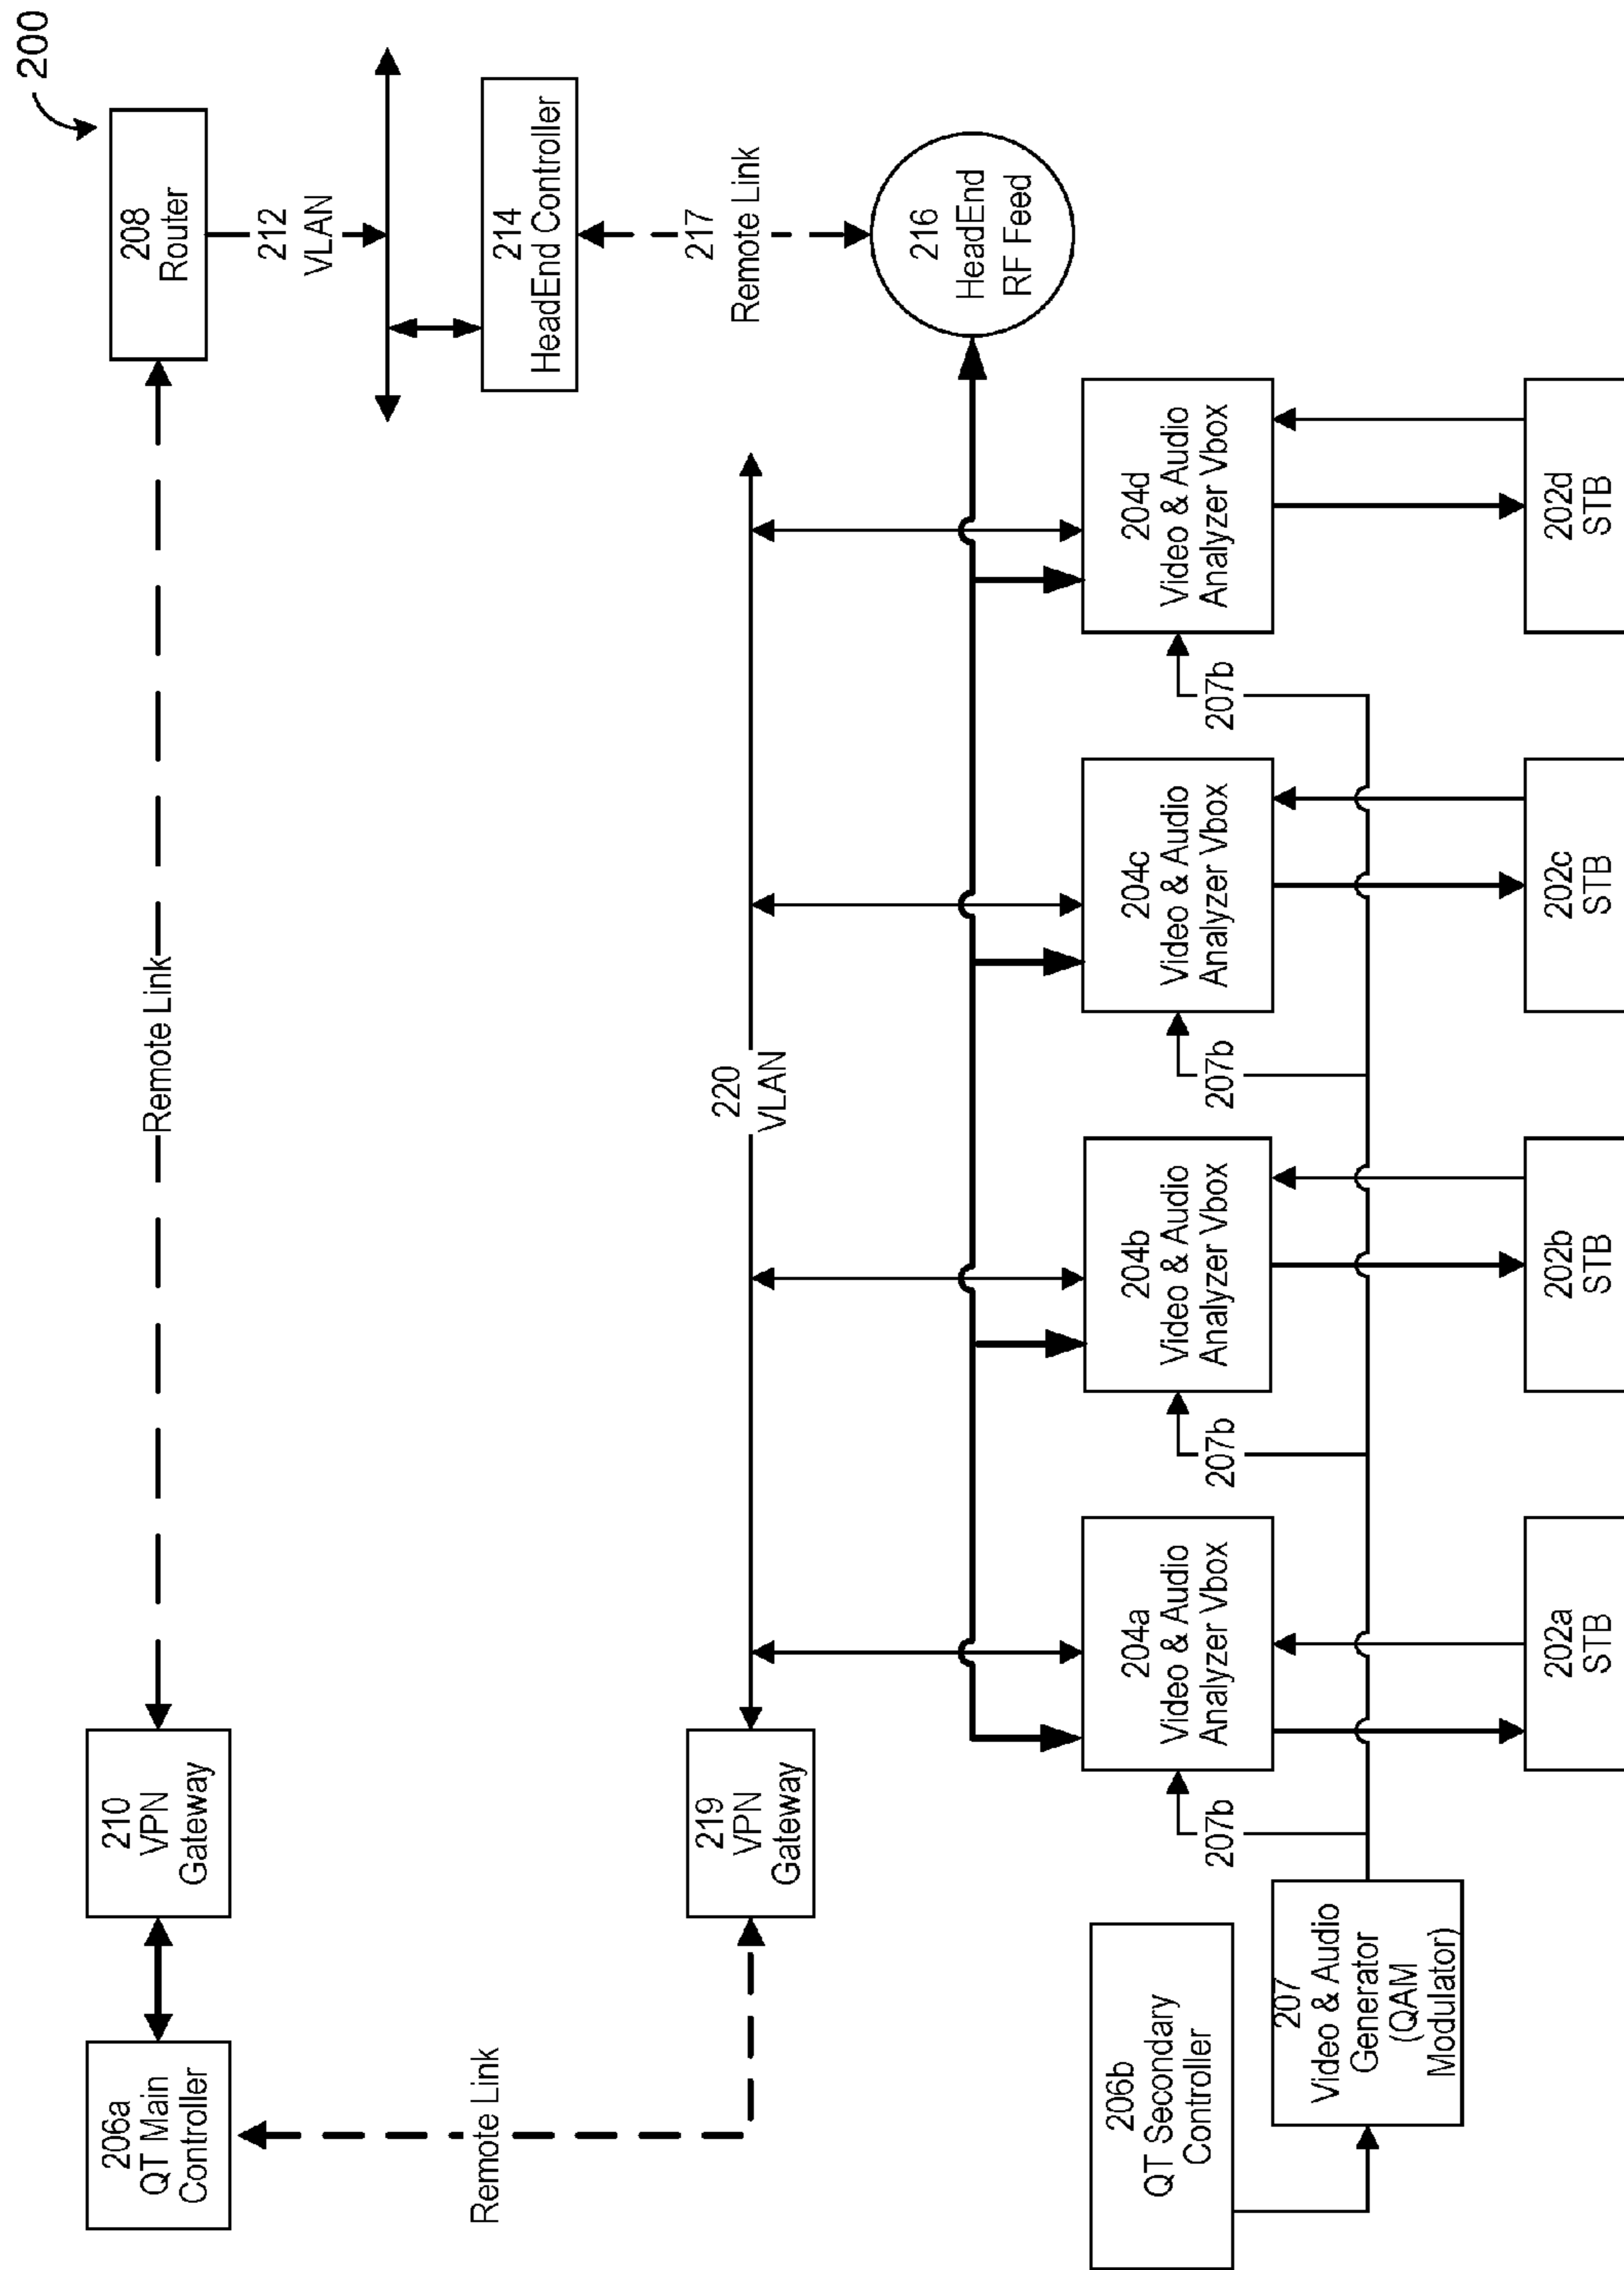 200
206a
QT Main
Controller
210
VPN
Gateway
Remote Link
208
Router
212
VLAN
214
HeadEnd Controller
217
Remote Link
216
HeadEnd
RF Feed
Remote Link
219
VPN
Gateway
220
VLAN
206b
QT Secondary
Controller
207
Video & Audio
Generator
(QAM
Modulator)
207b
204a
Video & Audio
Analyzer Vbox
207b
204b
Video & Audio
Analyzer Vbox
207b
204c
Video & Audio
Analyzer Vbox
207b
204d
Video & Audio
Analyzer Vbox
202a
STB
202b
STB
202c
STB
202d
STB